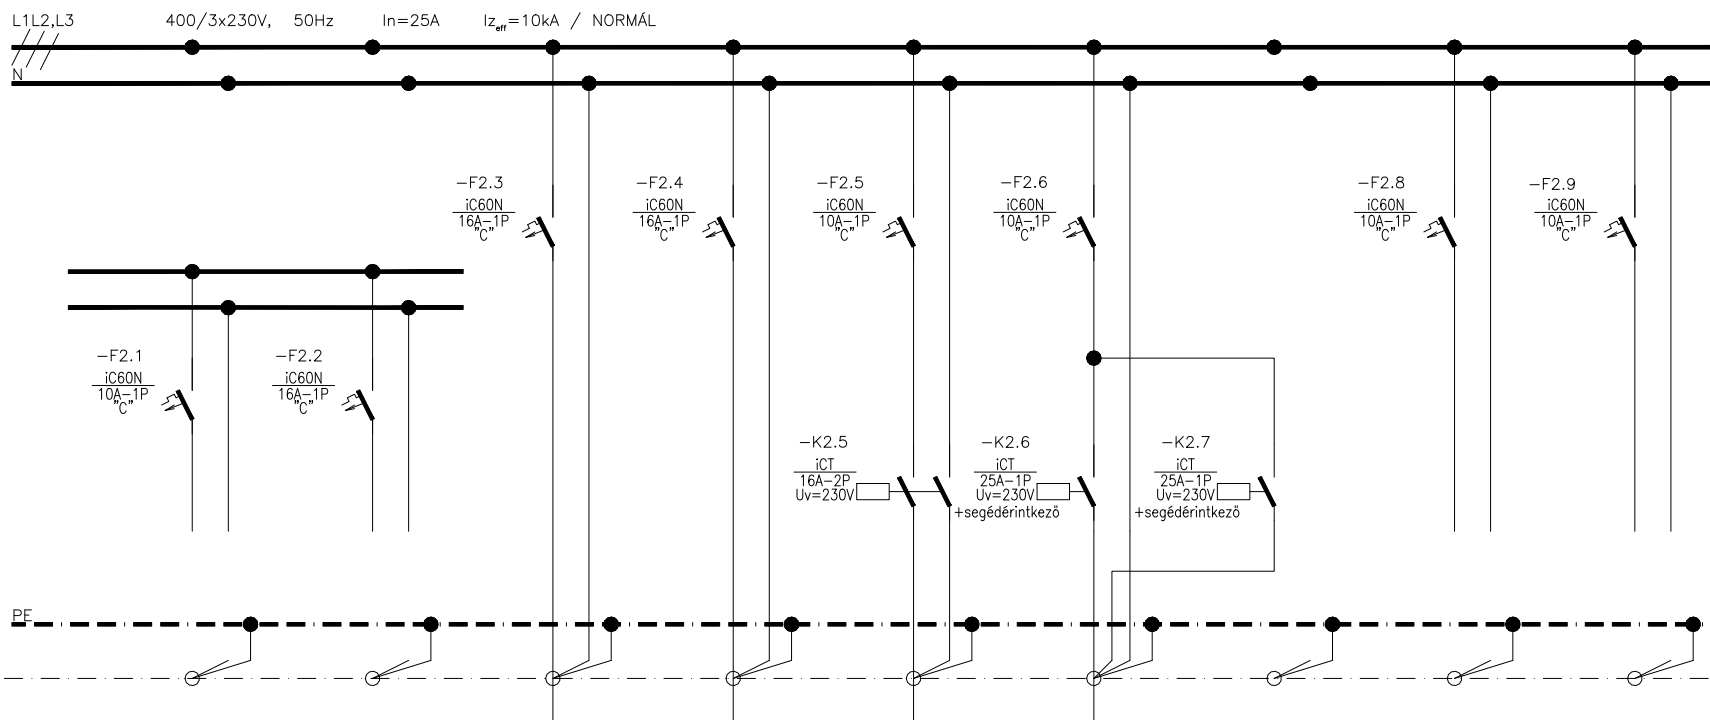 L1L2,L3 400/3x230V, 50Hz In=25A Iz eff=10kA / NORMÁL
N
-F2.3
iC60N
16A-1P
"C"
-F2.4
iC60N
16A-1P
"C"
-F2.5
iC60N
10A-1P
"C"
-F2.6
iC60N
10A-1P
"C"
-F2.8
iC60N
10A-1P
"C"
-F2.9
iC60N
10A-1P
"C"
-F2.1
iC60N
10A-1P
"C"
-F2.2
iC60N
16A-1P
"C"
-K2.5
iCT
16A-2P
Uv=230V
-K2.6
iCT
25A-1P
Uv=230V
+segédérintkező
-K2.7
iCT
25A-1P
Uv=230V
+segédérintkező
PE